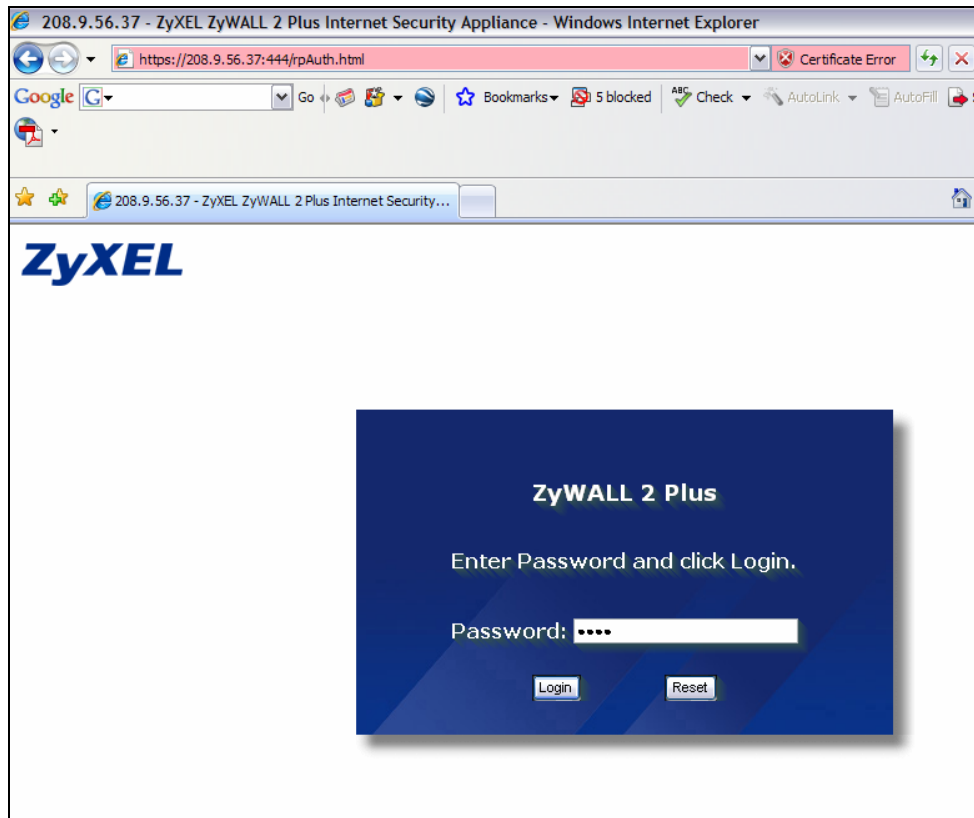 208.9.56.37 - ZyXEL ZyWALL 2 Plus Internet Security Appliance - Windows Internet Explorer
https://208.9.56.37:444/rpAuth.html Certificate Error
Google G Go Bookmarks 5 blocked ABC Check AutoLink AutoFill
208.9.56.37 - ZyXEL ZyWALL 2 Plus Internet Security...
ZyXEL
ZyWALL 2 Plus
Enter Password and click Login.
Password: ••••
Login Reset